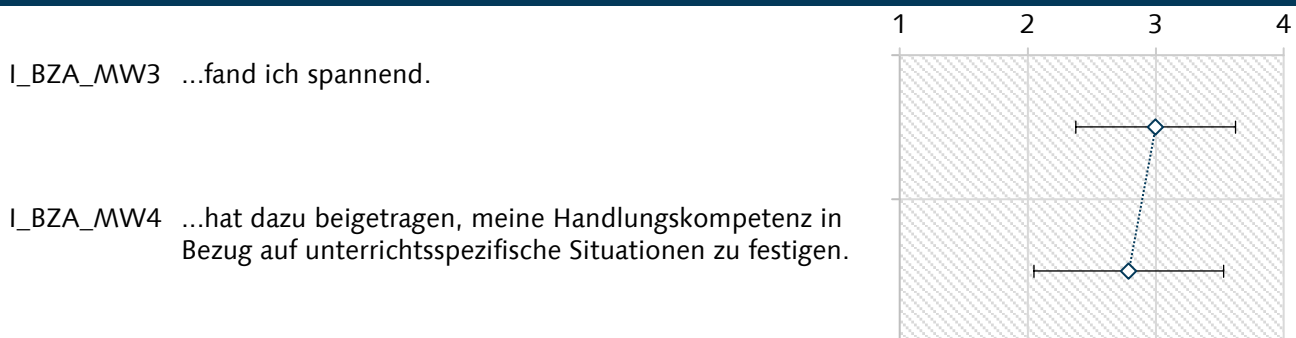 1 2 3 4
I_BZA_MW3 ...fand ich spannend.
I_BZA_MW4 ...hat dazu beigetragen, meine Handlungskompetenz in
Bezug auf unterrichtsspezifische Situationen zu festigen.